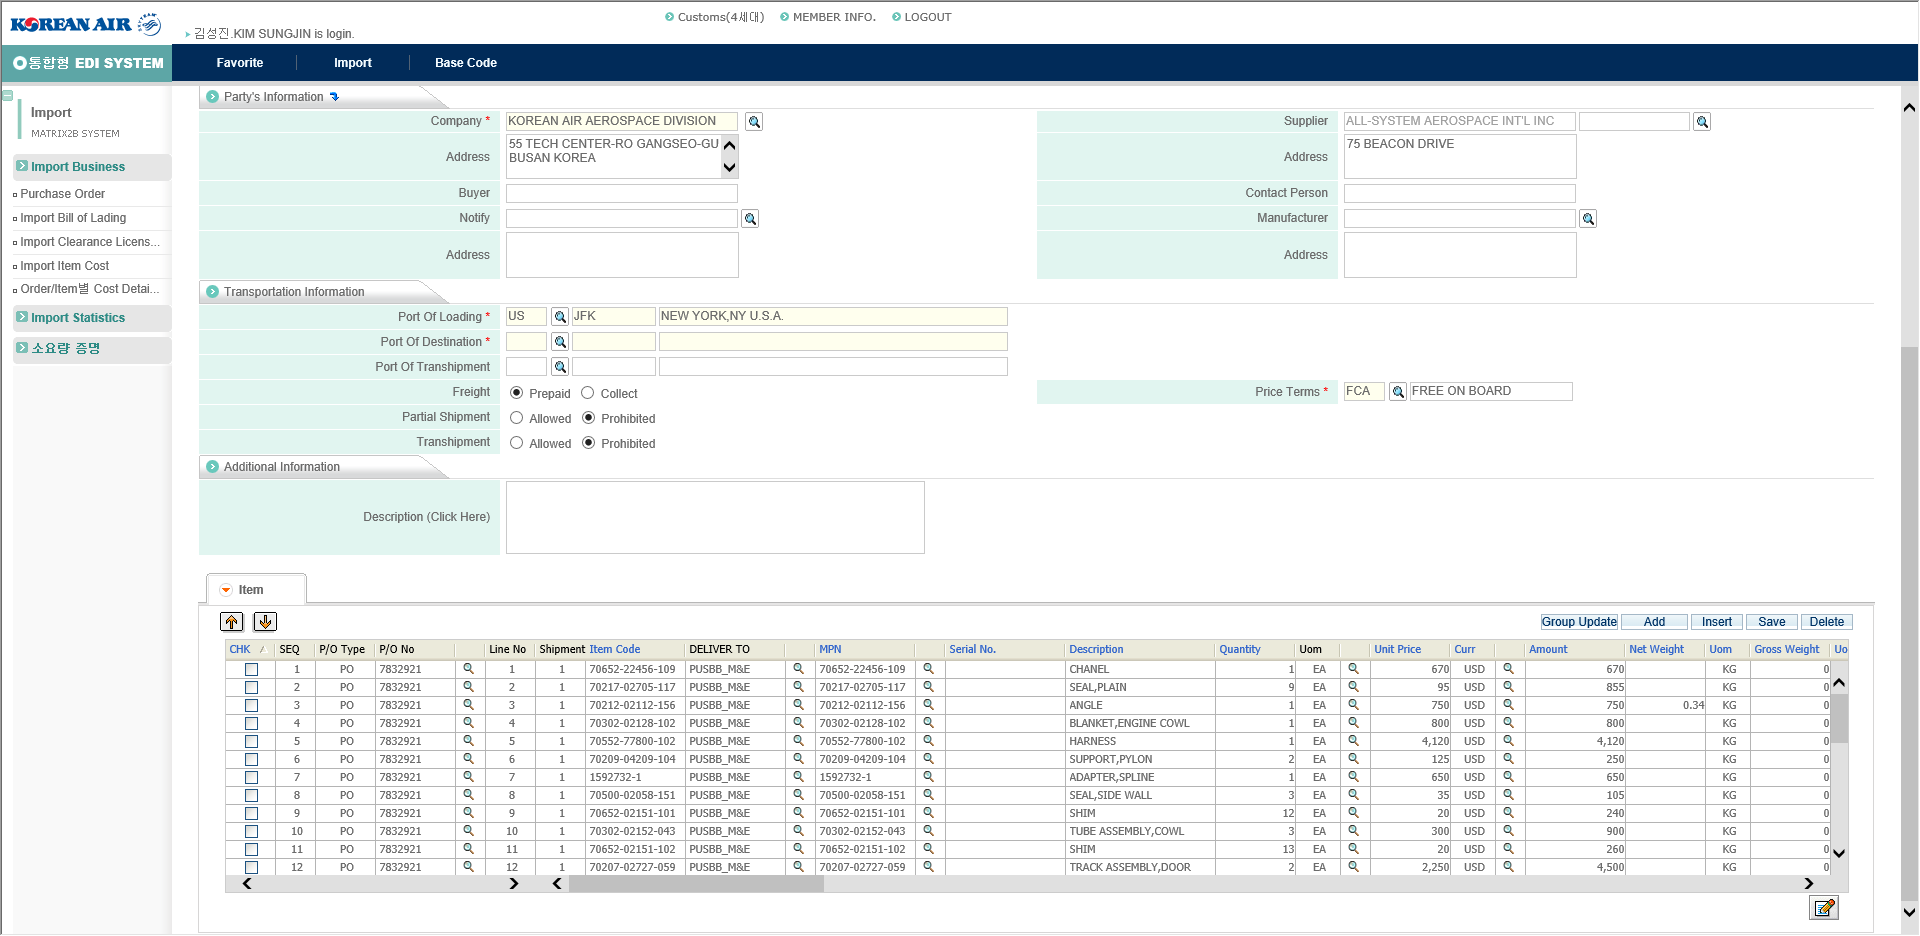 KOREAN AIR
Customs(4세대) MEMBER INFO. LOGOUT
김성진.KIM SUNGJIN is login.
통합형 EDI SYSTEM
Favorite Import Base Code
Import
MATRIX2B SYSTEM
Import Business
Purchase Order
Import Bill of Lading
Import Clearance Licens...
Import Item Cost
Order/Item별 Cost Detai...
Import Statistics
소요량 증명
Party's Information
Company * KOREAN AIR AEROSPACE DIVISION Supplier ALL-SYSTEM AEROSPACE INT'L INC
Address 55 TECH CENTER-RO GANGSEO-GU
BUSAN KOREA
Address 75 BEACON DRIVE
Buyer Contact Person
Notify Manufacturer
Address Address
Transportation Information
Port Of Loading * US JFK NEW YORK,NY U.S.A.
Port Of Destination *
Port Of Transhipment
Freight Prepaid Collect Price Terms * FCA FREE ON BOARD
Partial Shipment Allowed Prohibited
Transhipment Allowed Prohibited
Additional Information
Description (Click Here)
Item
Group Update Add Insert Save Delete
CHK SEQ P/O Type P/O No Line No Shipment Item Code DELIVER TO MPN Serial No. Description Quantity Uom Unit Price Curr Amount Net Weight Uom Gross Weight Uo
1 PO 7832921 1 1 70652-22456-109 PUSBB_M&E 70652-22456-109 CHANEL 1 EA 670 USD 670 KG 0
2 PO 7832921 2 1 70217-02705-117 PUSBB_M&E 70217-02705-117 SEAL,PLAIN 9 EA 95 USD 855 KG 0
3 PO 7832921 3 1 70212-02112-156 PUSBB_M&E 70212-02112-156 ANGLE 1 EA 750 USD 750 0.34 KG 0
4 PO 7832921 4 1 70302-02128-102 PUSBB_M&E 70302-02128-102 BLANKET,ENGINE COWL 1 EA 800 USD 800 KG 0
5 PO 7832921 5 1 70552-77800-102 PUSBB_M&E 70552-77800-102 HARNESS 1 EA 4,120 USD 4,120 KG 0
6 PO 7832921 6 1 70209-04209-104 PUSBB_M&E 70209-04209-104 SUPPORT,PYLON 2 EA 125 USD 250 KG 0
7 PO 7832921 7 1 1592732-1 PUSBB_M&E 1592732-1 ADAPTER,SPLINE 1 EA 650 USD 650 KG 0
8 PO 7832921 8 1 70500-02058-151 PUSBB_M&E 70500-02058-151 SEAL,SIDE WALL 3 EA 35 USD 105 KG 0
9 PO 7832921 9 1 70652-02151-101 PUSBB_M&E 70652-02151-101 SHIM 12 EA 20 USD 240 KG 0
10 PO 7832921 10 1 70302-02152-043 PUSBB_M&E 70302-02152-043 TUBE ASSEMBLY,COWL 3 EA 300 USD 900 KG 0
11 PO 7832921 11 1 70652-02151-102 PUSBB_M&E 70652-02151-102 SHIM 13 EA 20 USD 260 KG 0
12 PO 7832921 12 1 70207-02727-059 PUSBB_M&E 70207-02727-059 TRACK ASSEMBLY,DOOR 2 EA 2,250 USD 4,500 KG 0